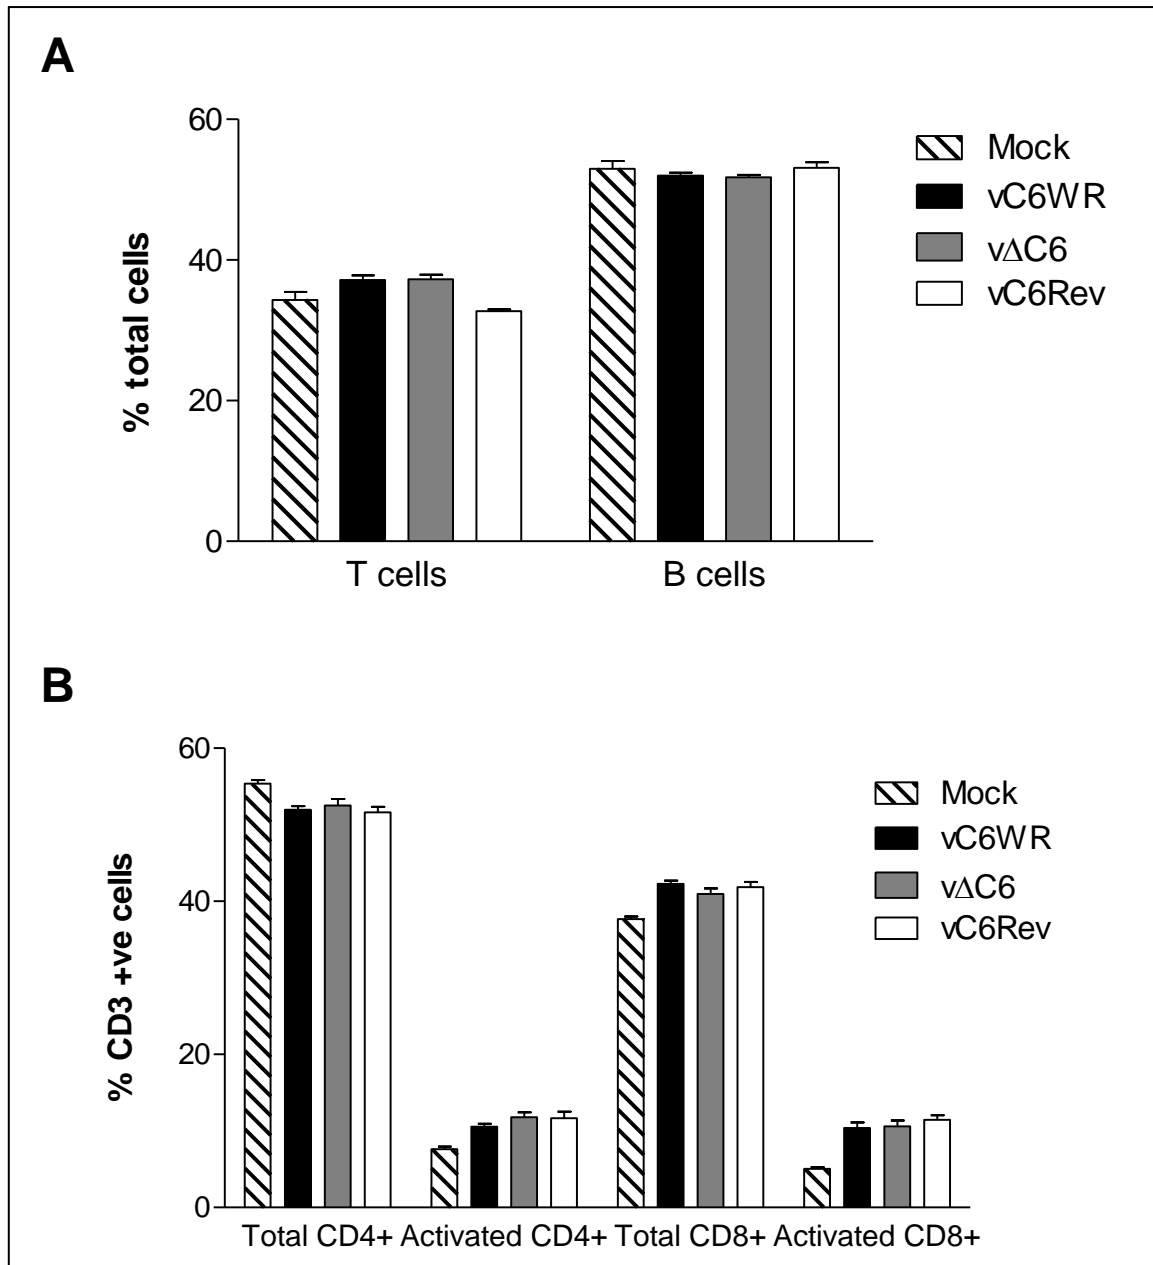 A
60
40
20
0
% total cells
T cells
B cells
Mock
vC6WR
vΔC6
vC6Rev
B
60
40
20
0
% CD3 +ve cells
Total CD4+ Activated CD4+ Total CD8+ Activated CD8+
Mock
vC6WR
vΔC6
vC6Rev